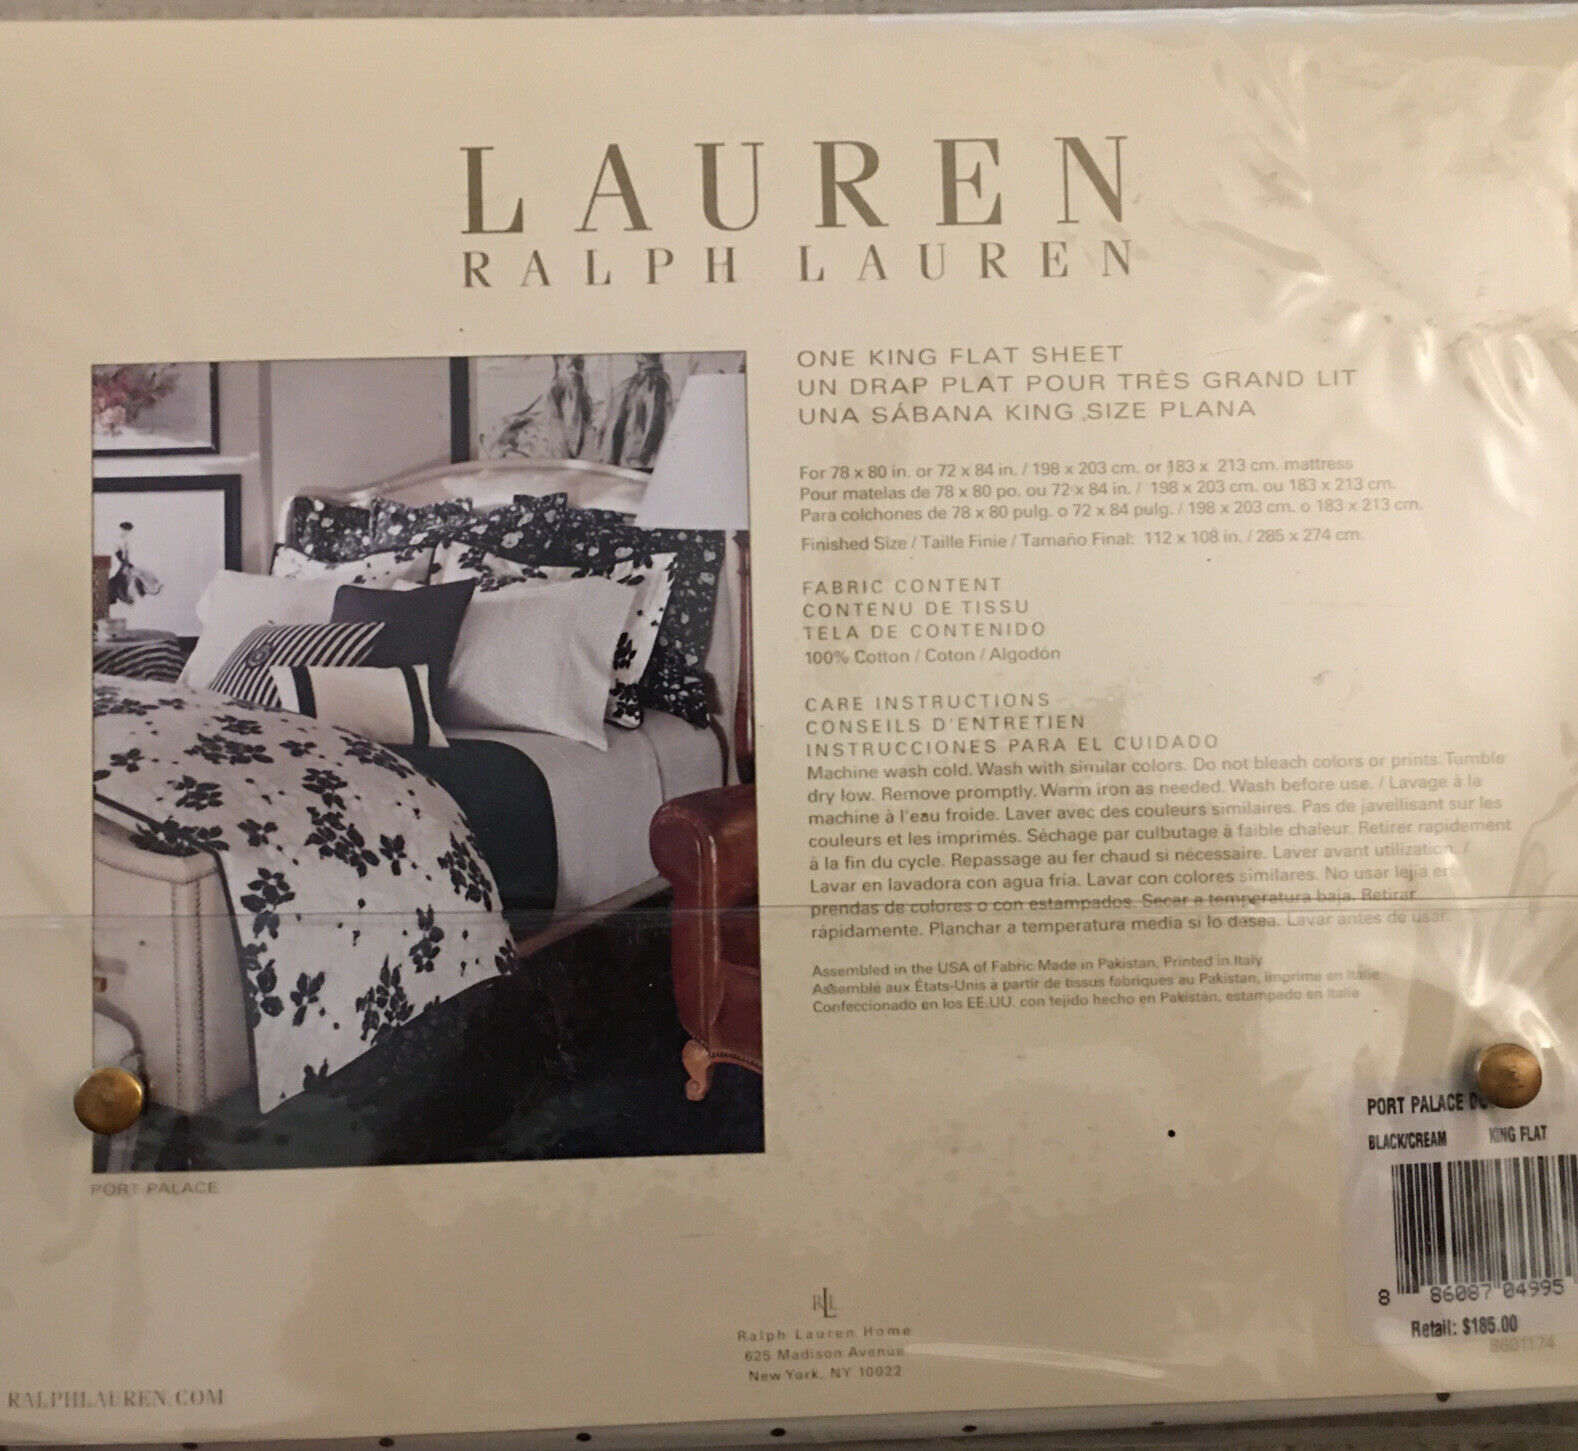 LAUREN
RALPH LAUREN
ONE KING FLAT SHEET
UN DRAP PLAT POUR TRÈS GRAND LIT
UNA SÁBANA KING SIZE PLANA
For 78 x 80 in. or 72 x 84 in. / 198 x 203 cm. or 183 x 213 cm. mattress
Pour matelas de 78 x 80 po. ou 72 x 84 in. / 198 x 203 cm. ou 183 x 213 cm.
Para colchones de 78 x 80 pulg. o 72 x 84 pulg. / 198 x 203 cm. o 183 x 213 cm.
Finished Size / Taille Finie / Tamaño Final: 112 x 108 in. / 285 x 274 cm.
FABRIC CONTENT
CONTENU DE TISSU
TELA DE CONTENIDO
100% Cotton / Coton / Algodón
CARE INSTRUCTIONS
CONSEILS D'ENTRETIEN
INSTRUCCIONES PARA EL CUIDADO
Machine wash cold. Wash with similar colors. Do not bleach colors or prints. Tumble
dry low. Remove promptly. Warm iron as needed. Wash before use. / Lavage à la
machine à l'eau froide. Laver avec des couleurs similaires. Pas de javellisant sur les
couleurs et les imprimés. Séchage par culbutage à faible chaleur. Retirer rapidement
à la fin du cycle. Repassage au fer chaud si nécessaire. Laver avant utilization. /
Lavar en lavadora con agua fría. Lavar con colores similares. No usar lejía en
prendas de colores o con estampados. Secar a temperatura baja. Retirar
rápidamente. Planchar a temperatura media si lo desea. Lavar antes de usar.
Assembled in the USA of Fabric Made in Pakistan, Printed in Italy
Assemblé aux États-Unis à partir de tissus fabriqués au Pakistan, imprime en Italie
Confeccionado en los EE.UU. con tejido hecho en Pakistán, estampado en Italia
PORT PALACE
PORT PALACE
BLACK/CREAM KING FLAT
8 86087 04995
Retail: $185.00
8601174
RLL
Ralph Lauren Home
625 Madison Avenue
New York, NY 10022
RALPHLAUREN.COM